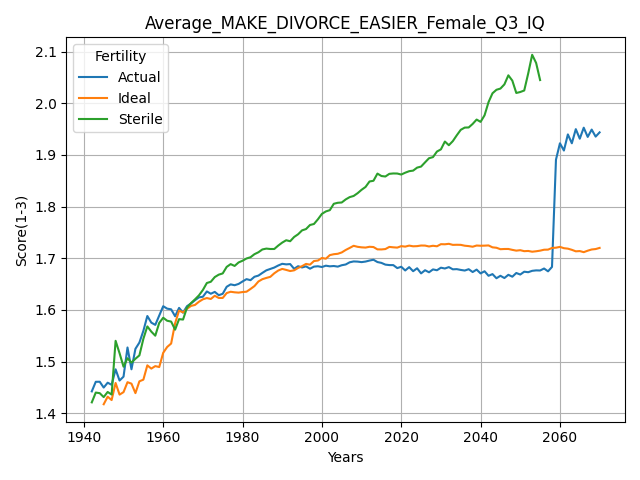 Average_MAKE_DIVORCE_EASIER_Female_Q3_IQ
Fertility
Actual
Ideal
Sterile
Score(1-3)
2.1
2.0
1.9
1.8
1.7
1.6
1.5
1.4
1940 1960 1980 2000 2020 2040 2060
Years